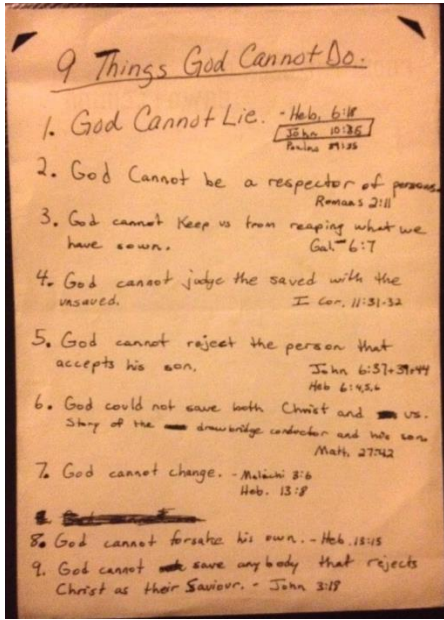 9 Things God Cannot Do.
1. God Cannot Lie. - Heb. 6:18
John 10:35
Psalms 89:35
2. God Cannot be a respector of persons.
Romans 2:11
3. God cannot Keep us from reaping what we
have sown. Gal. 6:7
4. God cannot judge the saved with the
unsaved. I Cor. 11:31-32
5. God cannot reject the person that
accepts his son. John 6:37+39+44
Heb 6:4,5,6
6. God could not save both Christ and us.
Story of the drawbridge conductor and his son
Math. 27:42
7. God cannot change. - Malachi 3:6
Heb. 13:8
8. God cannot forsake his own. - Heb. 13:15
9. God cannot save anybody that rejects
Christ as their Saviour. - John 3:18